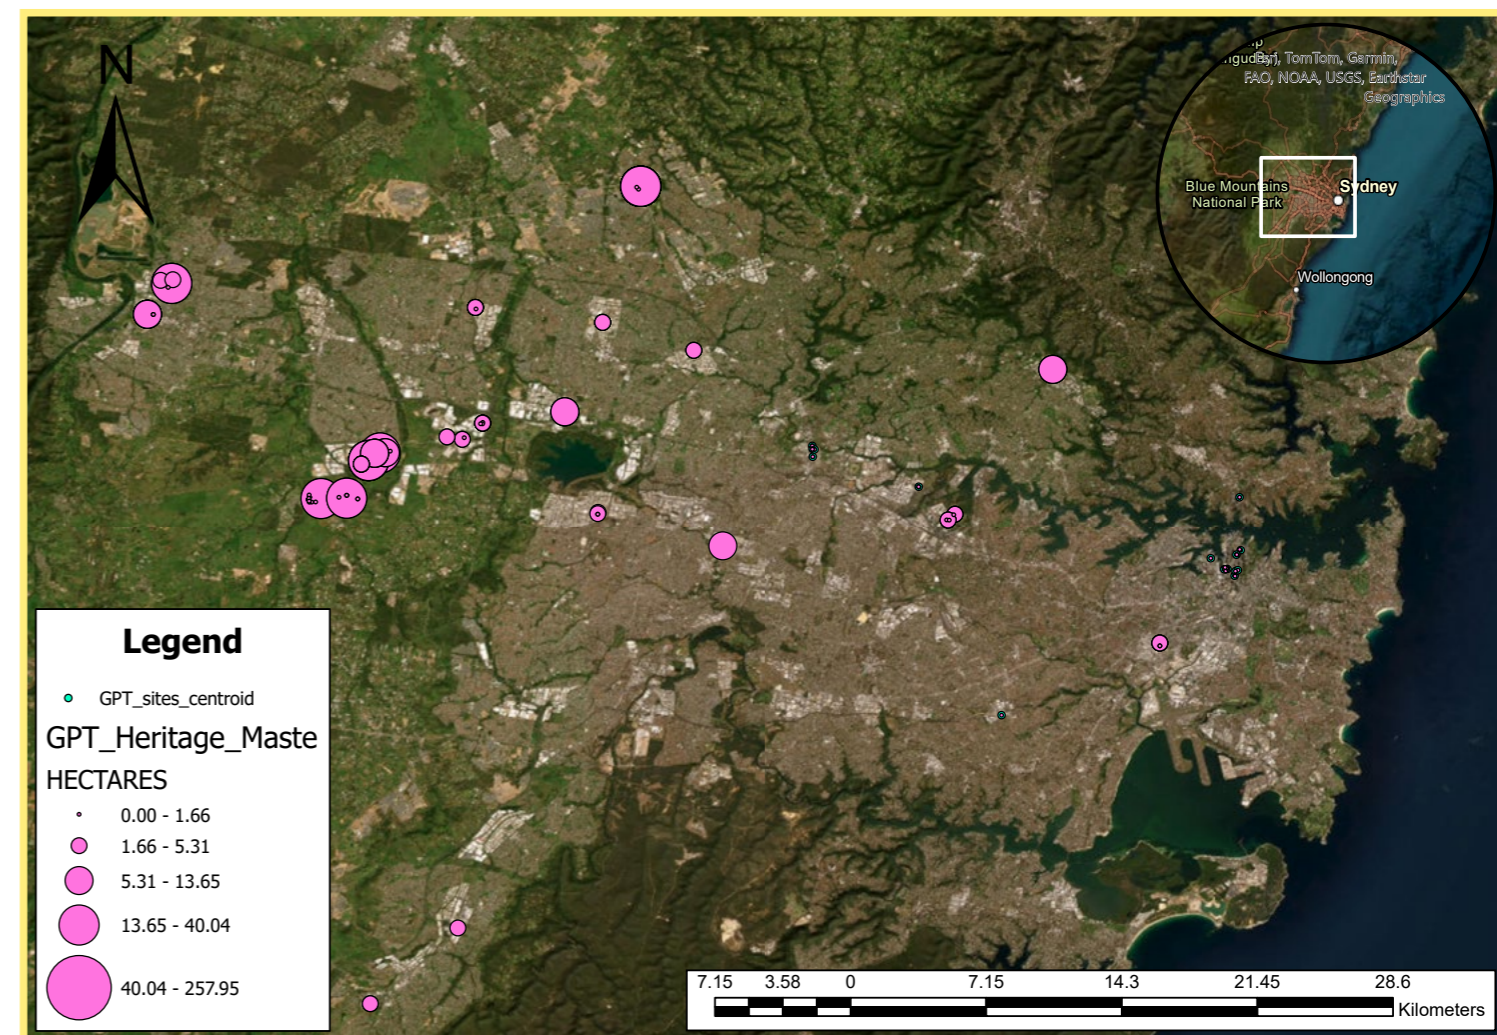 N
Esri, TomTom, Garmin,
FAO, NOAA, USGS, Earthstar
Geographics
Blue Mountains
National Park
Sydney
Wollongong
Legend
GPT_sites_centroid
GPT_Heritage_Maste
HECTARES
0.00 - 1.66
1.66 - 5.31
5.31 - 13.65
13.65 - 40.04
40.04 - 257.95
7.15 3.58 0 7.15 14.3 21.45 28.6
Kilometers